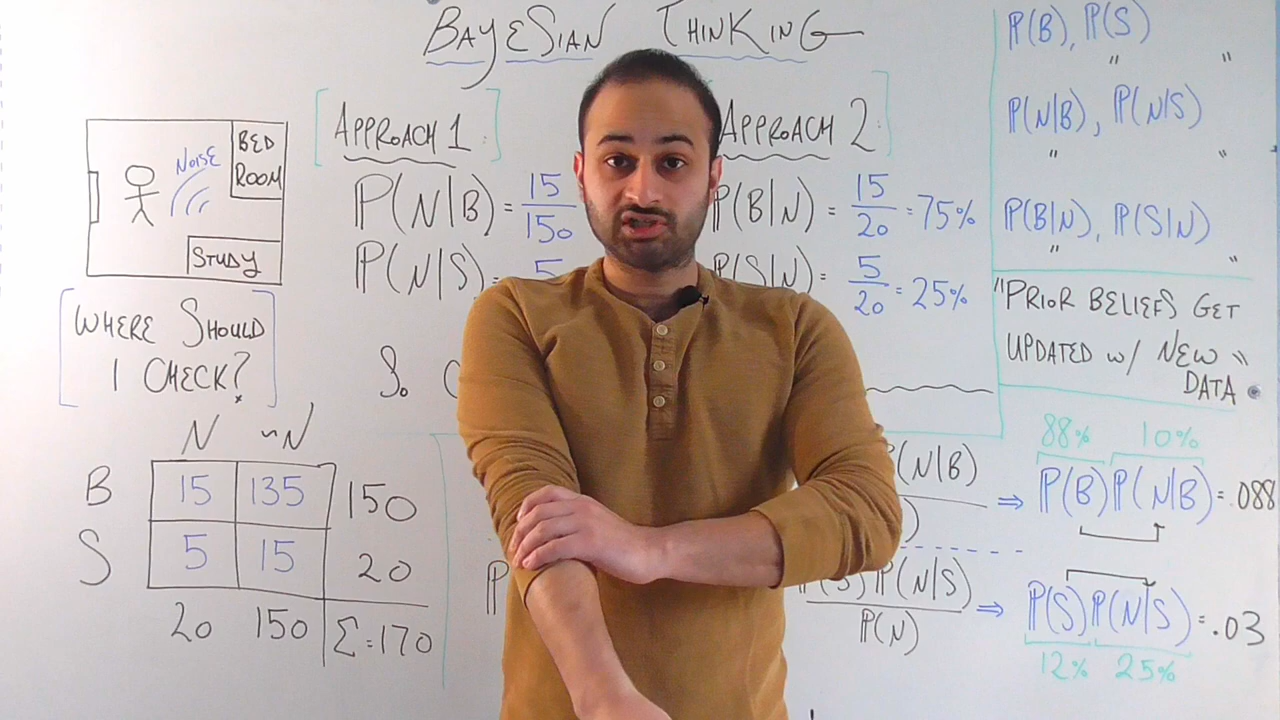 BAYESIAN THINKING
BED
ROOM
NOISE
STUDY
WHERE SHOULD
I CHECK?
N ~N
B 15 135 150
S 5 15 20
20 150 Σ=170
APPROACH 1:
P(N|B) = 15/150
P(N|S) = 5
So
APPROACH 2:
P(B|N) = 15/20 = 75%
P(S|N) = 5/20 = 25%
P(B), P(S)
" "
P(N|B), P(N|S)
" "
P(B|N), P(S|N)
" "
"PRIOR BELIEFS GET
UPDATED w/ NEW
DATA."
P(N|B)
⇒ P(B)P(N|B) = .088
88% 10%
P
P(S)P(N|S)
P(N)
⇒ P(S)P(N|S) = .03
12% 25%